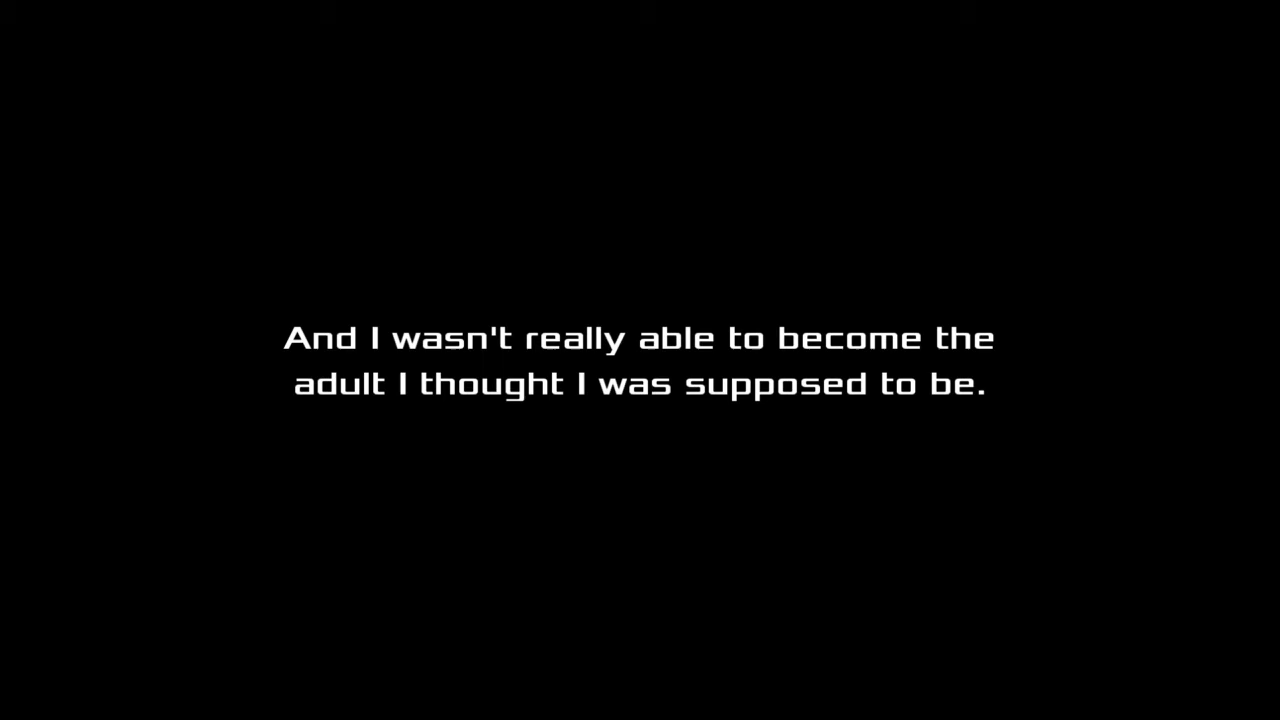 And I wasn't really able to become the
adult I thought I was supposed to be.